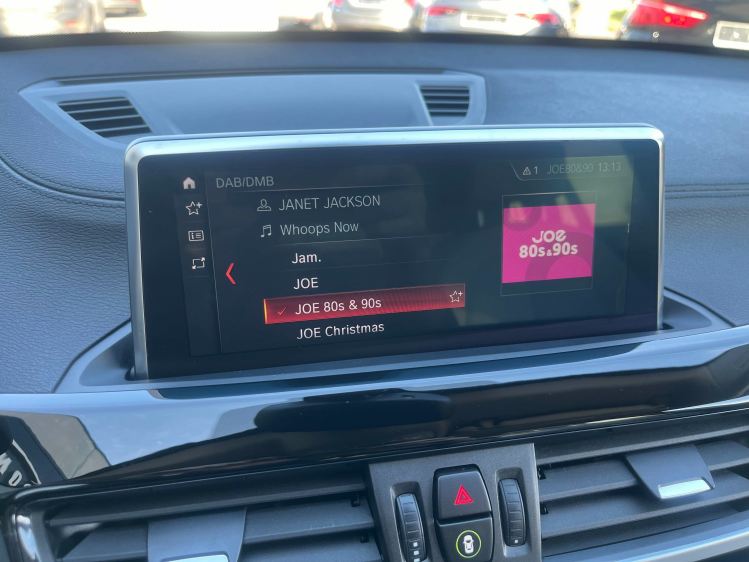 DAB/DMB
1 JOE80&90 13:13
JANET JACKSON
Whoops Now
Jam.
JOE
JOE 80s & 90s
JOE Christmas
JOE
80s&90s